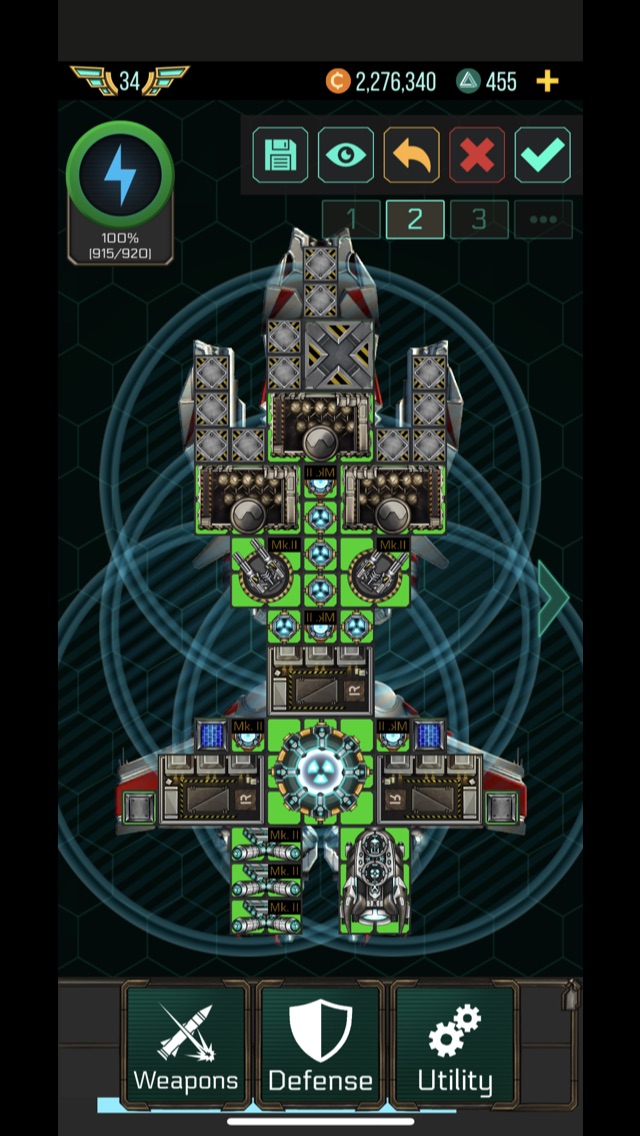 34
2,276,340
455
+
100%
(915/920)
1
2
3
•••
Mk. II
Mk.II
Mk.II
Mk. II
Mk. II
Mk. II
Mk. II
Mk. II
Mk. II
Weapons
Defense
Utility